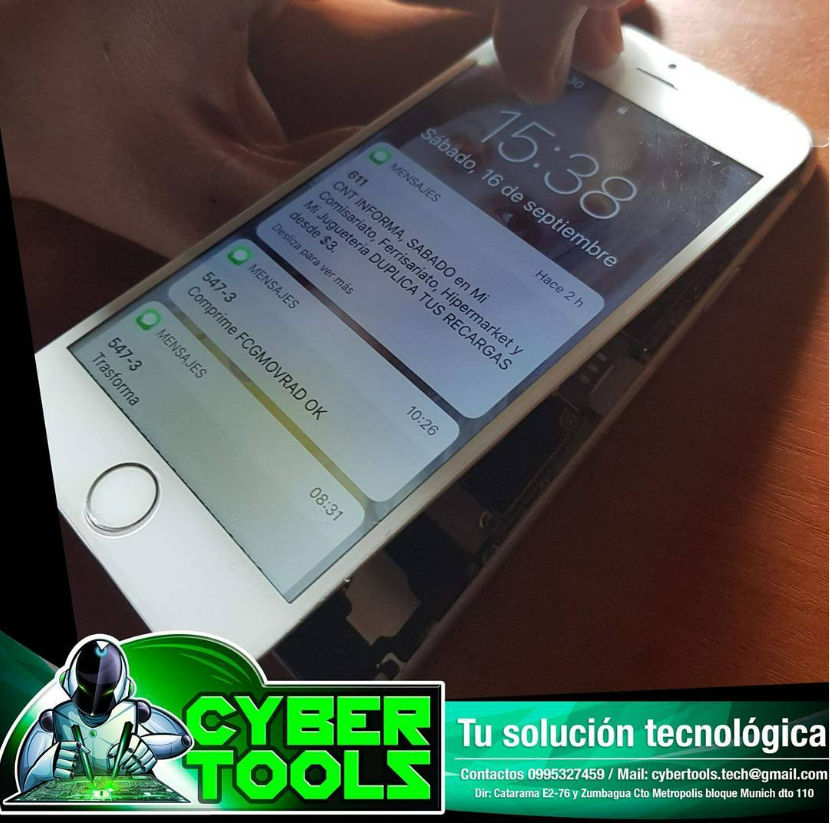 3G
15:38
Sábado, 16 de septiembre
MENSAJES
Hace 2 h
611
CNT INFORMA, SABADO en Mi
Comisariato, Ferrisariato, Hipermarket y
Mi Jugueteria DUPLICA TUS RECARGAS
desde $3.
Desliza para ver más
MENSAJES
10:26
547-3
Comprime FCGMOVRAD OK
MENSAJES
08:31
547-3
Trasforma
CYBER
TOOLS
Tu solución tecnológica
Contactos 0995327459 / Mail: cybertools.tech@gmail.com
Dir: Catarama E2-76 y Zumbagua Cto Metropolis bloque Munich dto 110